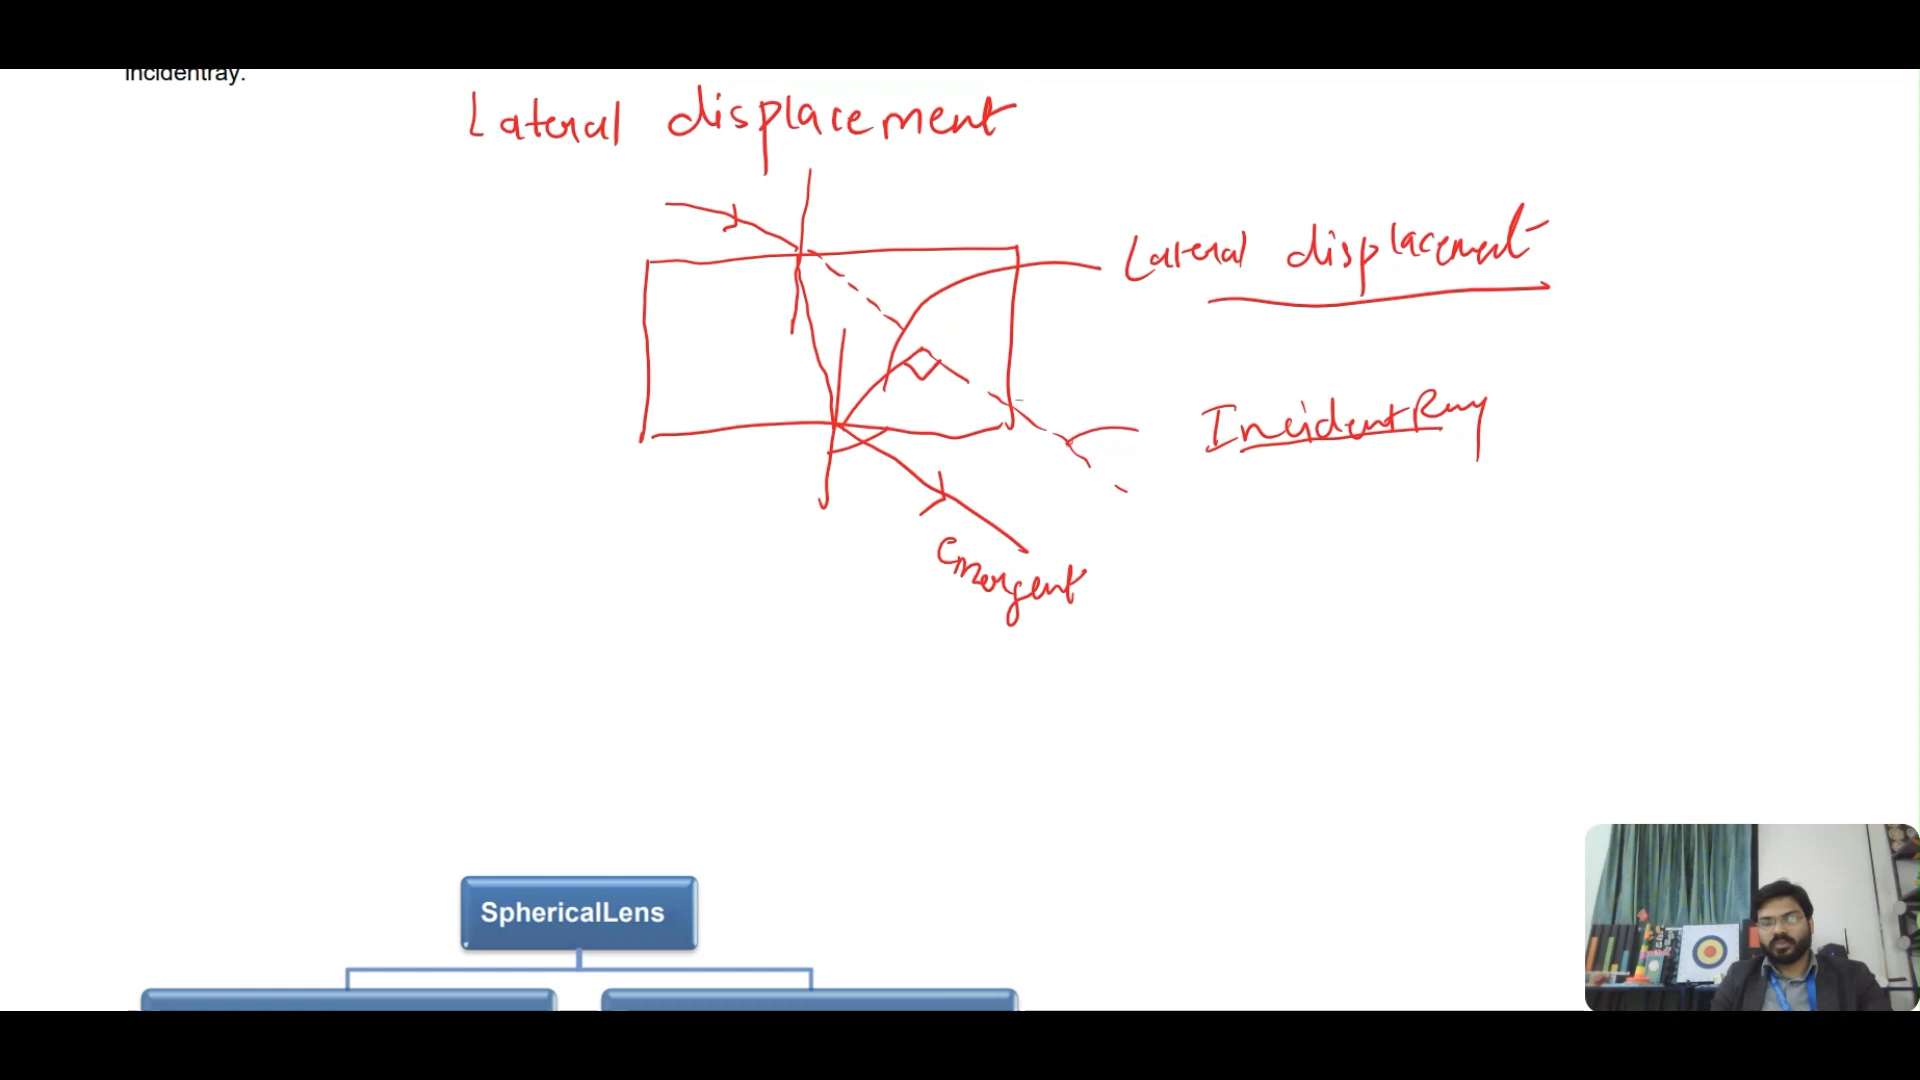 incidentray.
Lateral displacement
Lateral displacement
Incident Ray
Emergent
SphericalLens